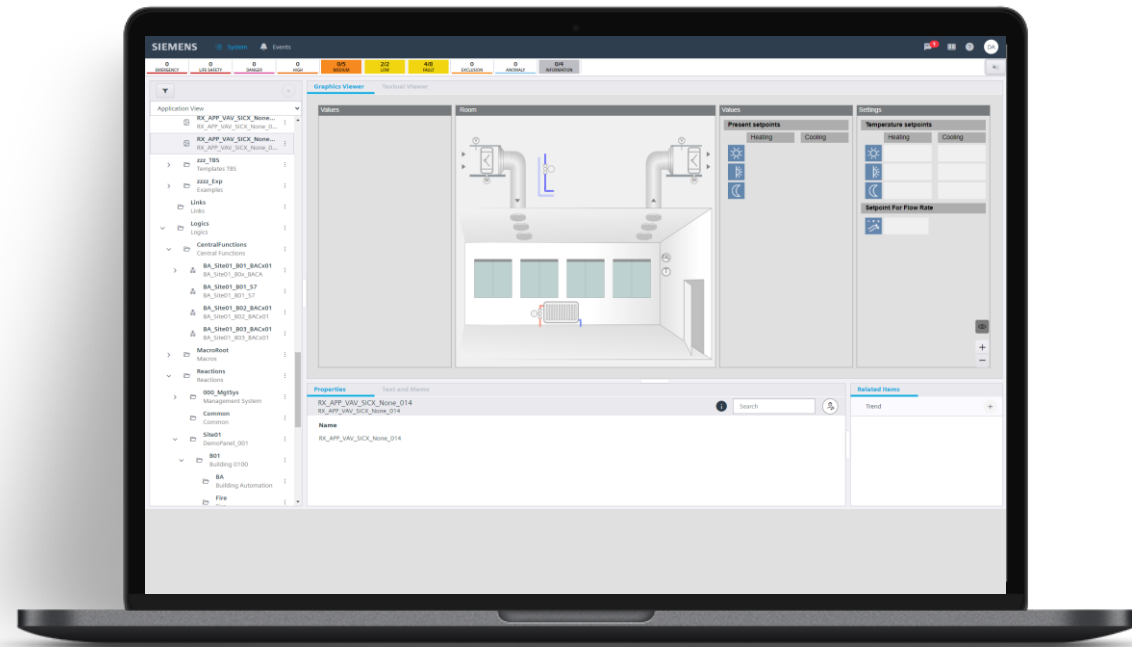 SIEMENS System Events 1 DA
0 0 0 0 0/5 2/2 4/8 0 0 0/4
EMERGENCY LIFE SAFETY DANGER HIGH MEDIUM LOW FAULT EXCLUSION ANOMALY INFORMATION
Graphics Viewer Textual Viewer
Application View
RX_APP_VAV_SICX_None...
RX_APP_VAV_SICX_None_0...
RX_APP_VAV_SICX_None...
RX_APP_VAV_SICX_None_0...
zzz_TBS
Templates TBS
zzzz_Exp
Examples
Links
Links
Logics
Logics
CentralFunctions
Central Functions
BA_Site01_B01_BACx01
BA_Site01_B0x_BACA
BA_Site01_B01_S7
BA_Site01_B01_S7
BA_Site01_B02_BACx01
BA_Site01_B02_BACx01
BA_Site01_B03_BACx01
BA_Site01_B03_BACx01
MacroRoot
Macros
Reactions
Reactions
000_MgtSys
Management System
Common
Common
Site01
DemoPanel_001
B01
Building 0100
BA
Building Automation
Fire
Values
Room
Values
Present setpoints
Heating Cooling
Settings
Temperature setpoints
Heating Cooling
Setpoint For Flow Rate
Properties Text and Memo
RX_APP_VAV_SICX_None_014
RX_APP_VAV_SICX_None_014
Search
Name
RX_APP_VAV_SICX_None_014
Related Items
Trend